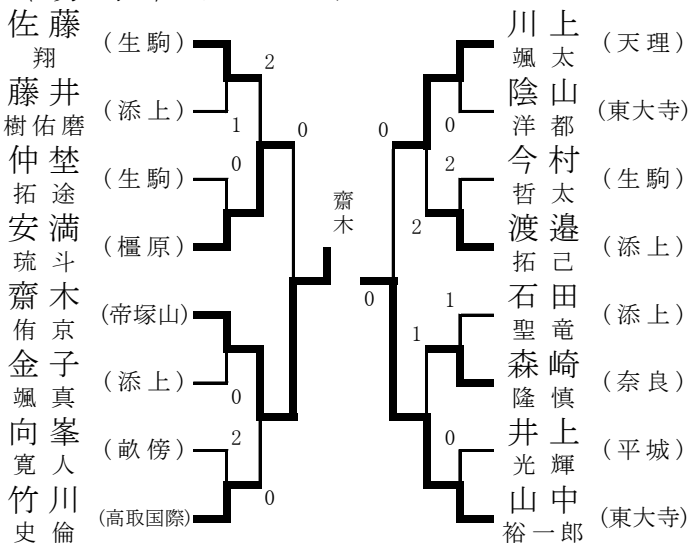 佐藤 翔 (生駒)
2
藤井 樹佑磨 (添上)
1
0
仲埜 拓途 (生駒)
0
安満 琉斗 (橿原)
齋木
齋木 侑京 (帝塚山)
金子 颯真 (添上)
0
向峯 寛人 (畝傍)
2
竹川 史倫 (高取国際)
0
川上 颯太 (天理)
陰山 洋都 (東大寺)
0
0
今村 哲太 (生駒)
2
渡邉 拓己 (添上)
2
0
石田 聖竜 (添上)
1
森崎 隆慎 (奈良)
1
井上 光輝 (平城)
0
山中 裕一郎 (東大寺)